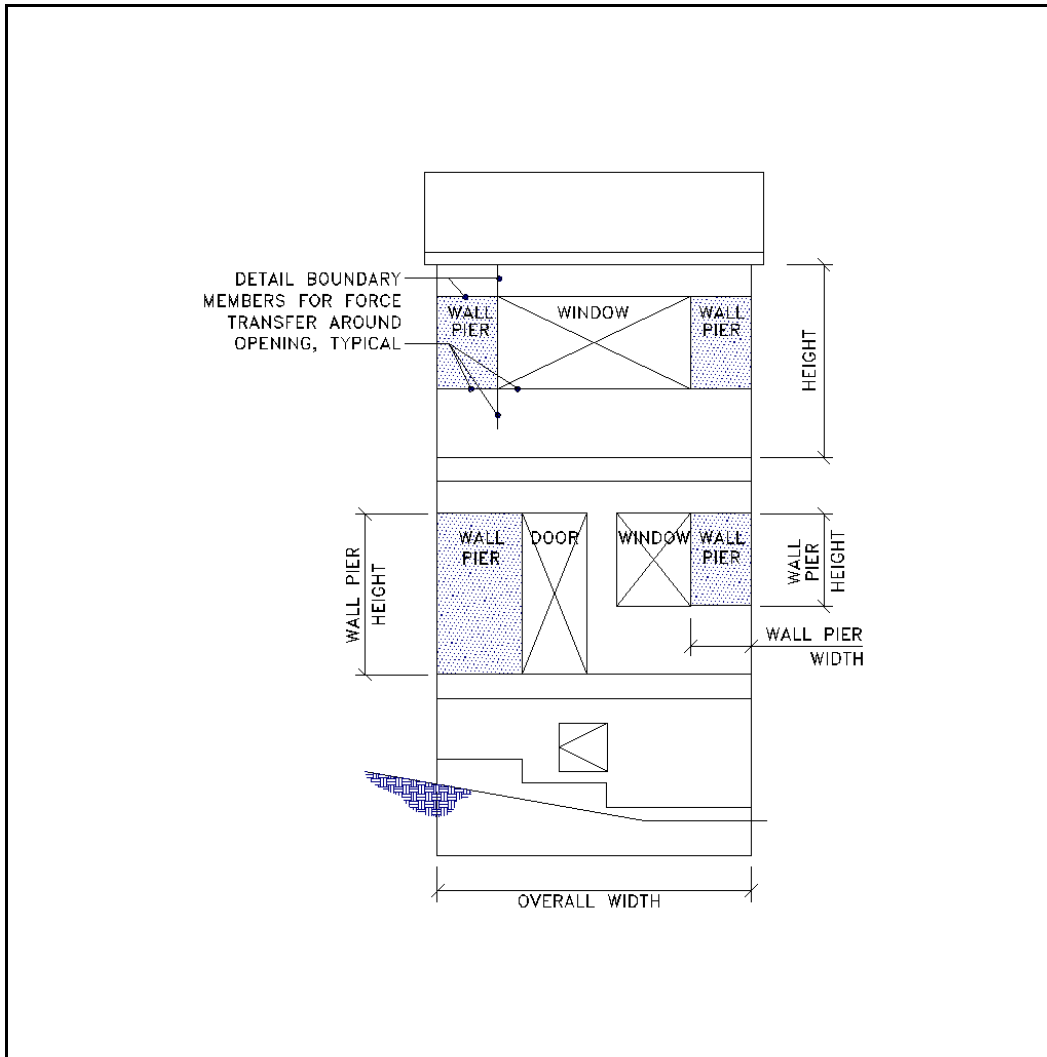 DETAIL BOUNDARY
MEMBERS FOR FORCE
TRANSFER AROUND
OPENING, TYPICAL
WALL
PIER
WINDOW
WALL
PIER
HEIGHT
WALL
PIER
DOOR
WINDOW
WALL
PIER
WALL PIER
HEIGHT
WALL
PIER
HEIGHT
WALL PIER
WIDTH
OVERALL WIDTH